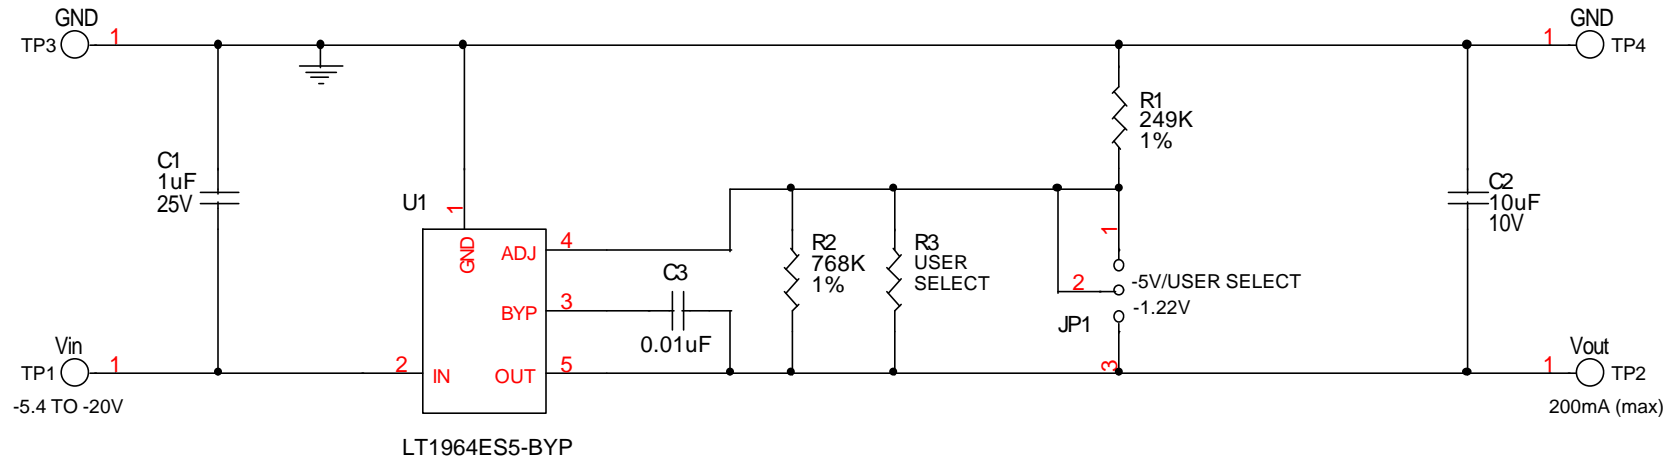 GND
TP3
1
GND
1
TP4
R1
249K
1%
C1
1uF
25V
C2
10uF
10V
U1
1
GND
ADJ
4
R2
768K
1%
R3
USER
SELECT
1
C3
2
-5V/USER SELECT
-1.22V
BYP
3
JP1
0.01uF
Vin
TP1
1
2
IN
OUT
5
3
Vout
1
TP2
-5.4 TO -20V
200mA (max)
LT1964ES5-BYP